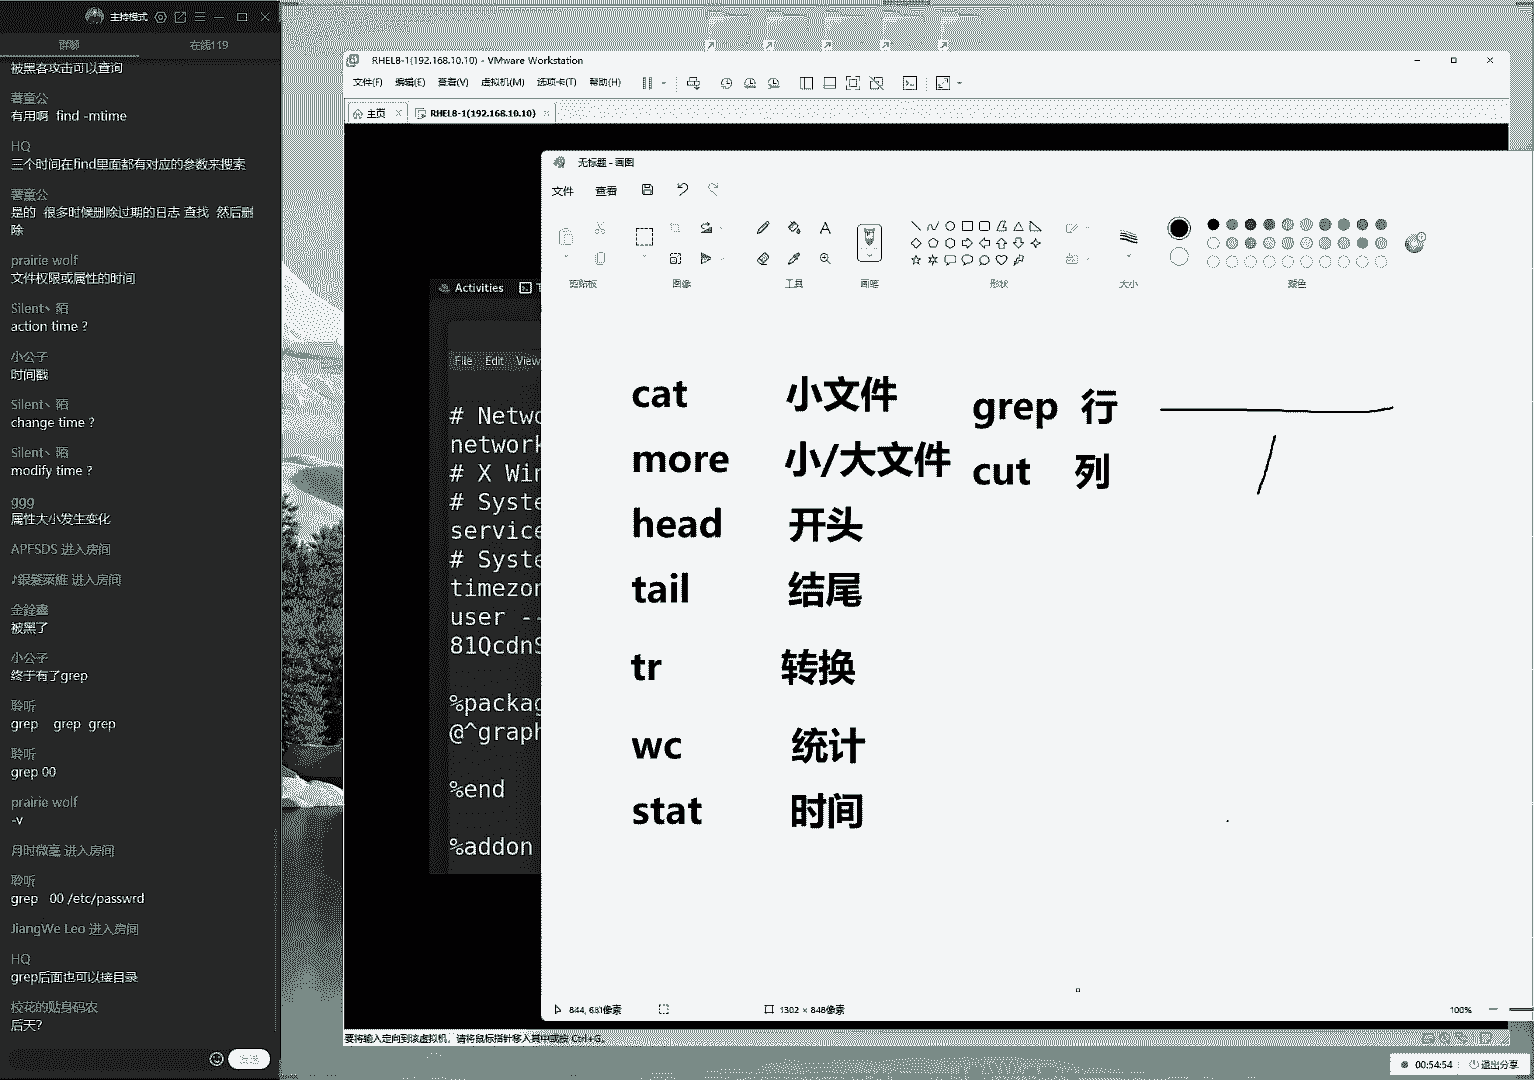 主持模式
群聊
在线119
被黑客攻击可以查询
薯童公
有用啊 find -mtime
HQ
三个时间在find里面都有对应的参数来搜索
薯童公
是的 很多时候删除过期的日志 查找 然后删
除
prairie wolf
文件权限或属性的时间
Silent丶陌
action time ?
小公子
时间戳
Silent丶陌
change time ?
Silent丶陌
modify time ?
ggg
属性大小发生变化
APFSDS 进入房间
进入房间
被黑了
小公子
终于有了grep
聆听
grep grep grep
聆听
grep 00
prairie wolf
-v
月时微毫 进入房间
聆听
grep 00 /etc/passwrd
JiangWe Leo 进入房间
HQ
grep后面也可以接目录
校花的贴身码农
后天?
发送
RHEL8-1(192.168.10.10) - VMware Workstation
文件(F) 编辑(E) 查看(V) 虚拟机(M) 选项卡(T) 帮助(H)
主页
RHEL8-1(192.168.10.10)
Activities
File Edit View
# Netwo
network
# X Win
# Syste
service
# Syste
timezon
user --
81QcdnS
%packag
@^graph
%end
%addon
无标题 - 画图
文件 查看
剪贴板 图像 工具 画笔 形状 大小 颜色
cat 小文件
more 小/大文件
head 开头
tail 结尾
tr 转换
wc 统计
stat 时间
grep 行
cut 列
844, 631像素
1302 × 848像素
100%
要将输入定向到该虚拟机，请将鼠标指针移入其中或按 Ctrl+G。
00:54:54
退出分享